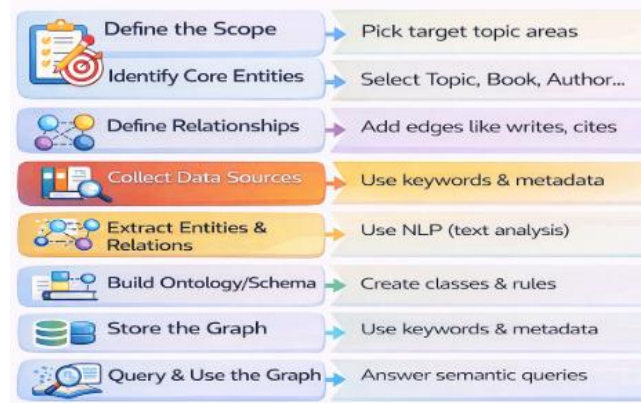 Define the Scope
Pick target topic areas
Identify Core Entities
Select Topic, Book, Author...
Define Relationships
Add edges like writes, cites
Collect Data Sources
Use keywords & metadata
Extract Entities &
Relations
Use NLP (text analysis)
Build Ontology/Schema
Create classes & rules
Store the Graph
Use keywords & metadata
Query & Use the Graph
Answer semantic queries